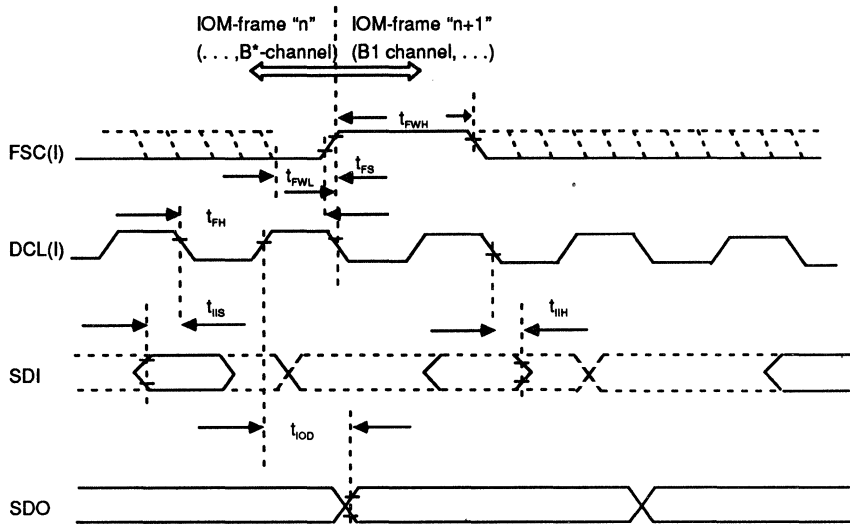 IOM-frame “n” IOM-frame “n+1”
(. . . ,B*-channel) (B1 channel, . . .)
tFWH
FSC(I)
tFWL tFS
tFH
DCL(I)
tIIS tIIH
SDI
tIOD
SDO